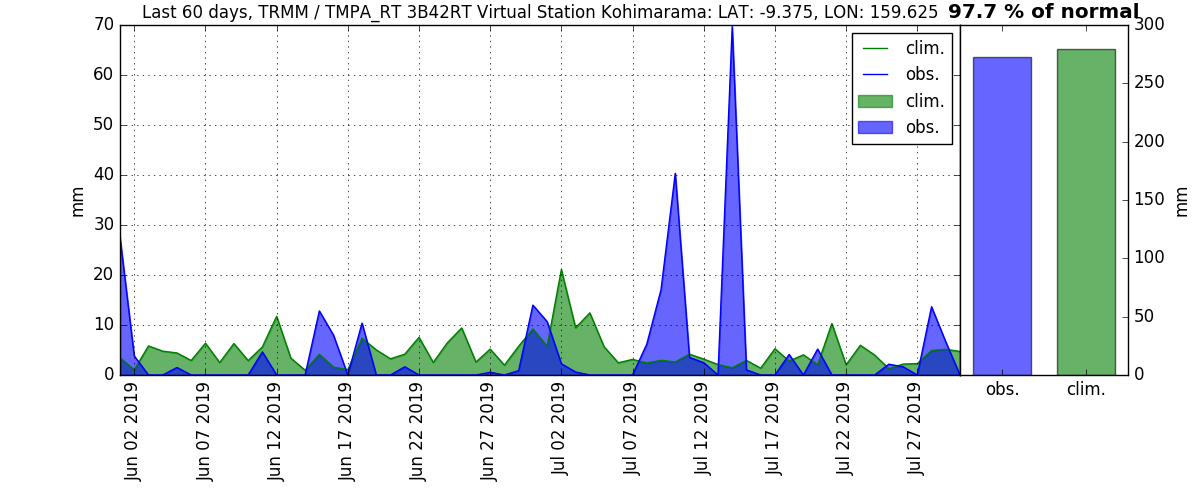 Last 60 days, TRMM / TMPA_RT 3B42RT Virtual Station Kohimarama: LAT: -9.375, LON: 159.625
97.7 % of normal
70
60
50
40
30
20
10
0
mm
clim.
obs.
clim.
obs.
Jun 02 2019
Jun 07 2019
Jun 12 2019
Jun 17 2019
Jun 22 2019
Jun 27 2019
Jul 02 2019
Jul 07 2019
Jul 12 2019
Jul 17 2019
Jul 22 2019
Jul 27 2019
300
250
200
150
100
50
0
mm
obs.
clim.